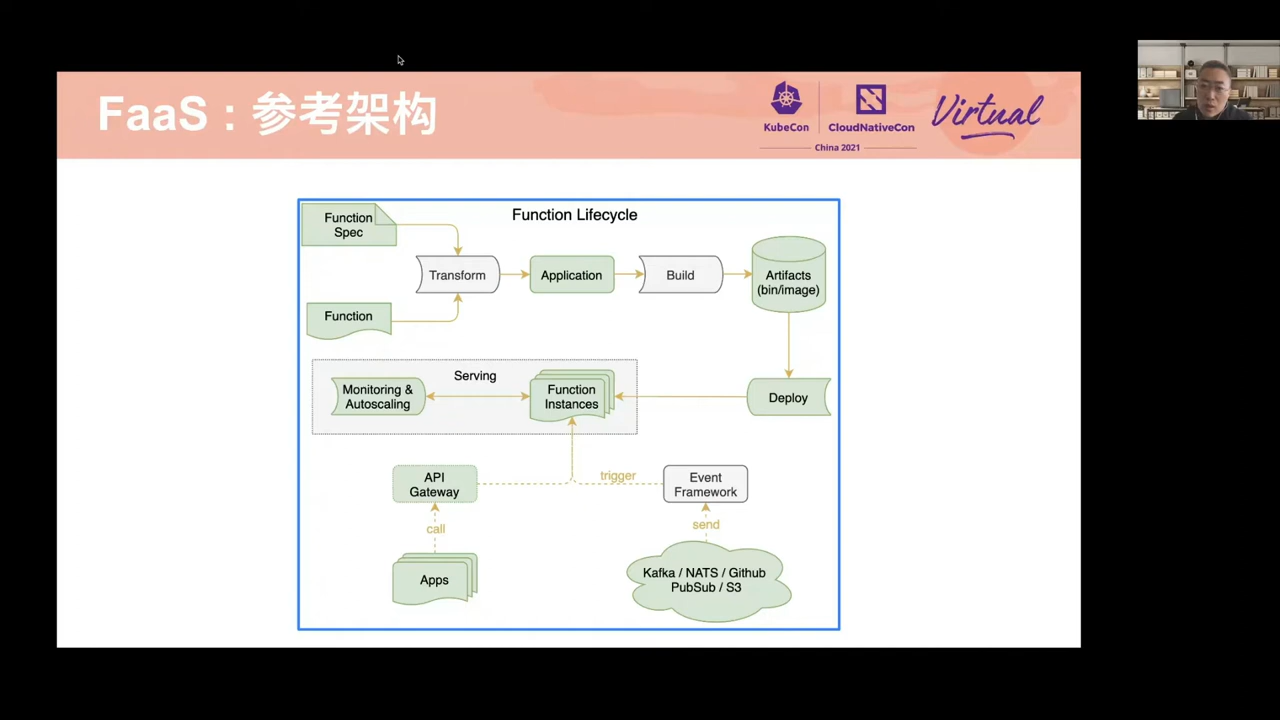 FaaS : 参考架构
KubeCon
CloudNativeCon
China 2021
Virtual
Function Lifecycle
Function
Spec
Transform
Application
Build
Artifacts
(bin/image)
Function
Serving
Monitoring &
Autoscaling
Function
Instances
Deploy
API
Gateway
trigger
Event
Framework
call
send
Apps
Kafka / NATS / Github
PubSub / S3